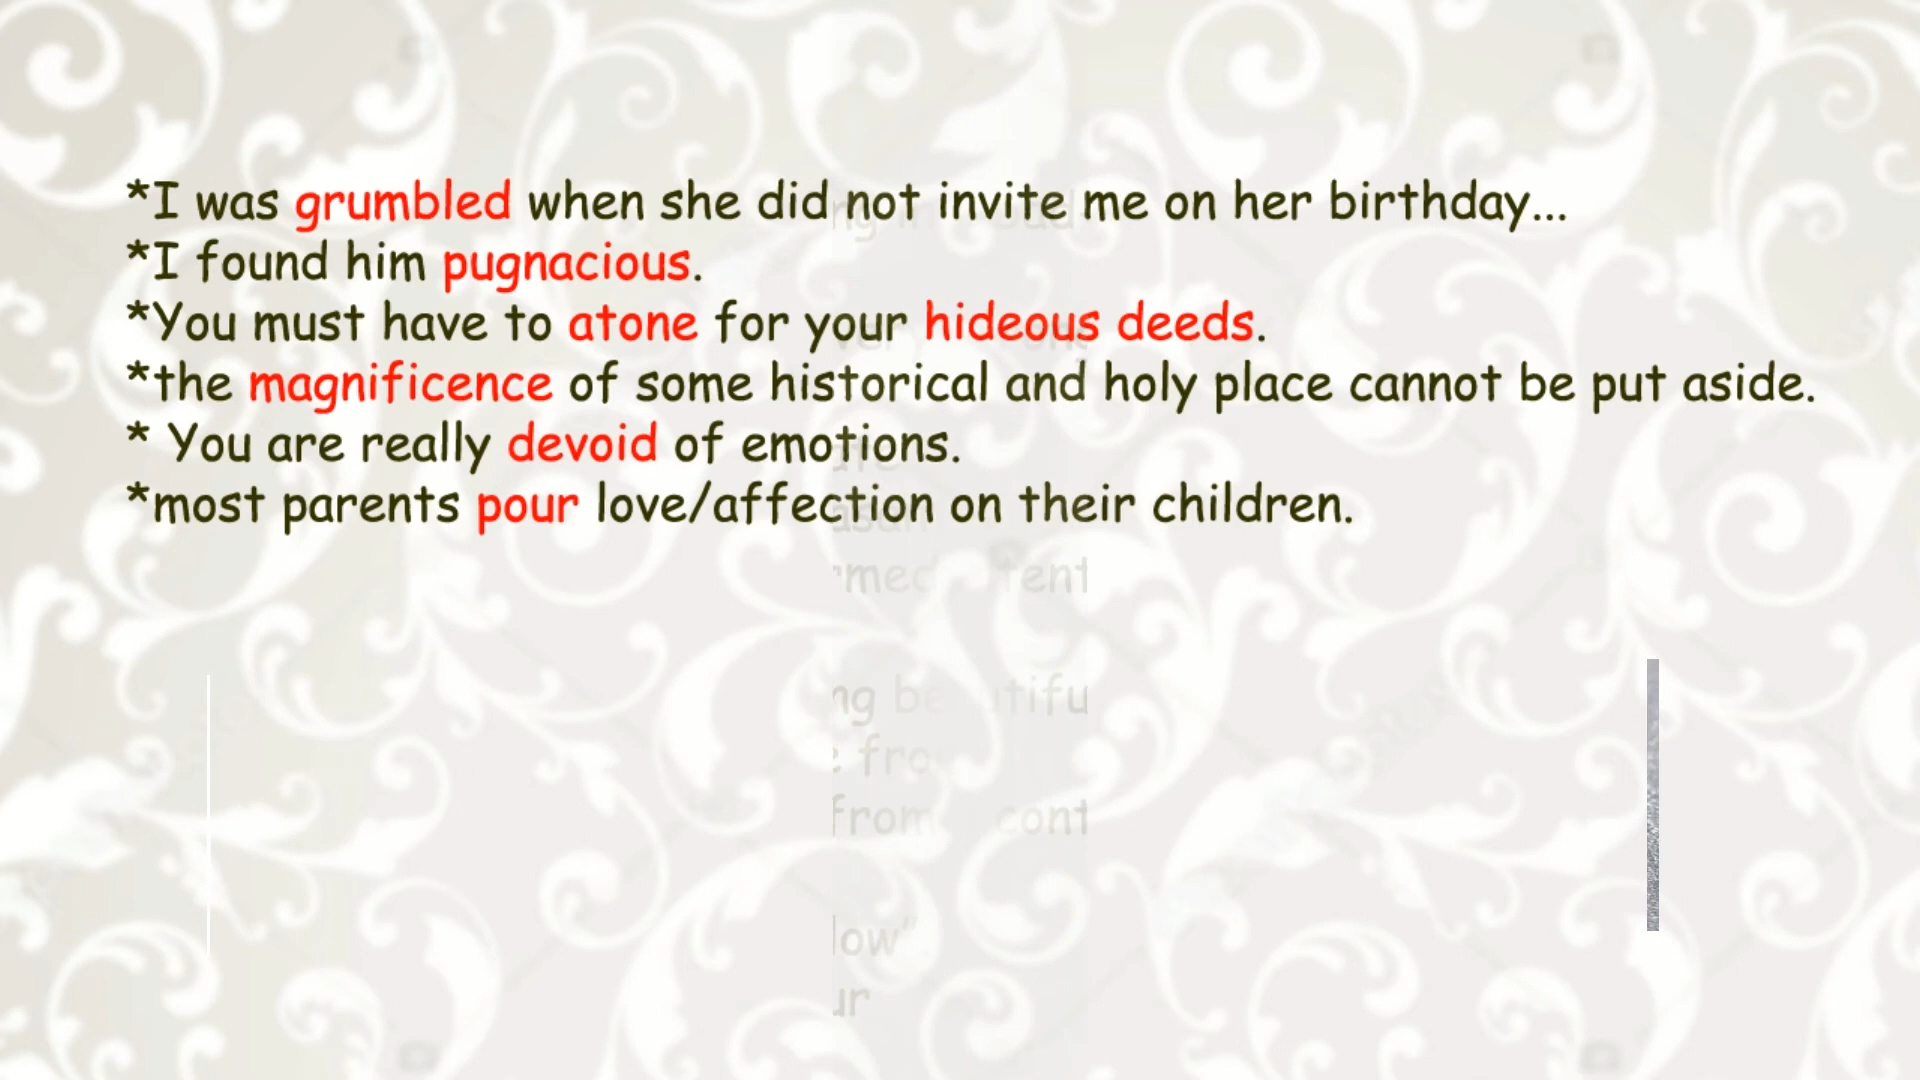 *I was grumbled when she did not invite me on her birthday...
*I found him pugnacious.
*You must have to atone for your hideous deeds.
*the magnificence of some historical and holy place cannot be put aside.
* You are really devoid of emotions.
*most parents pour love/affection on their children.